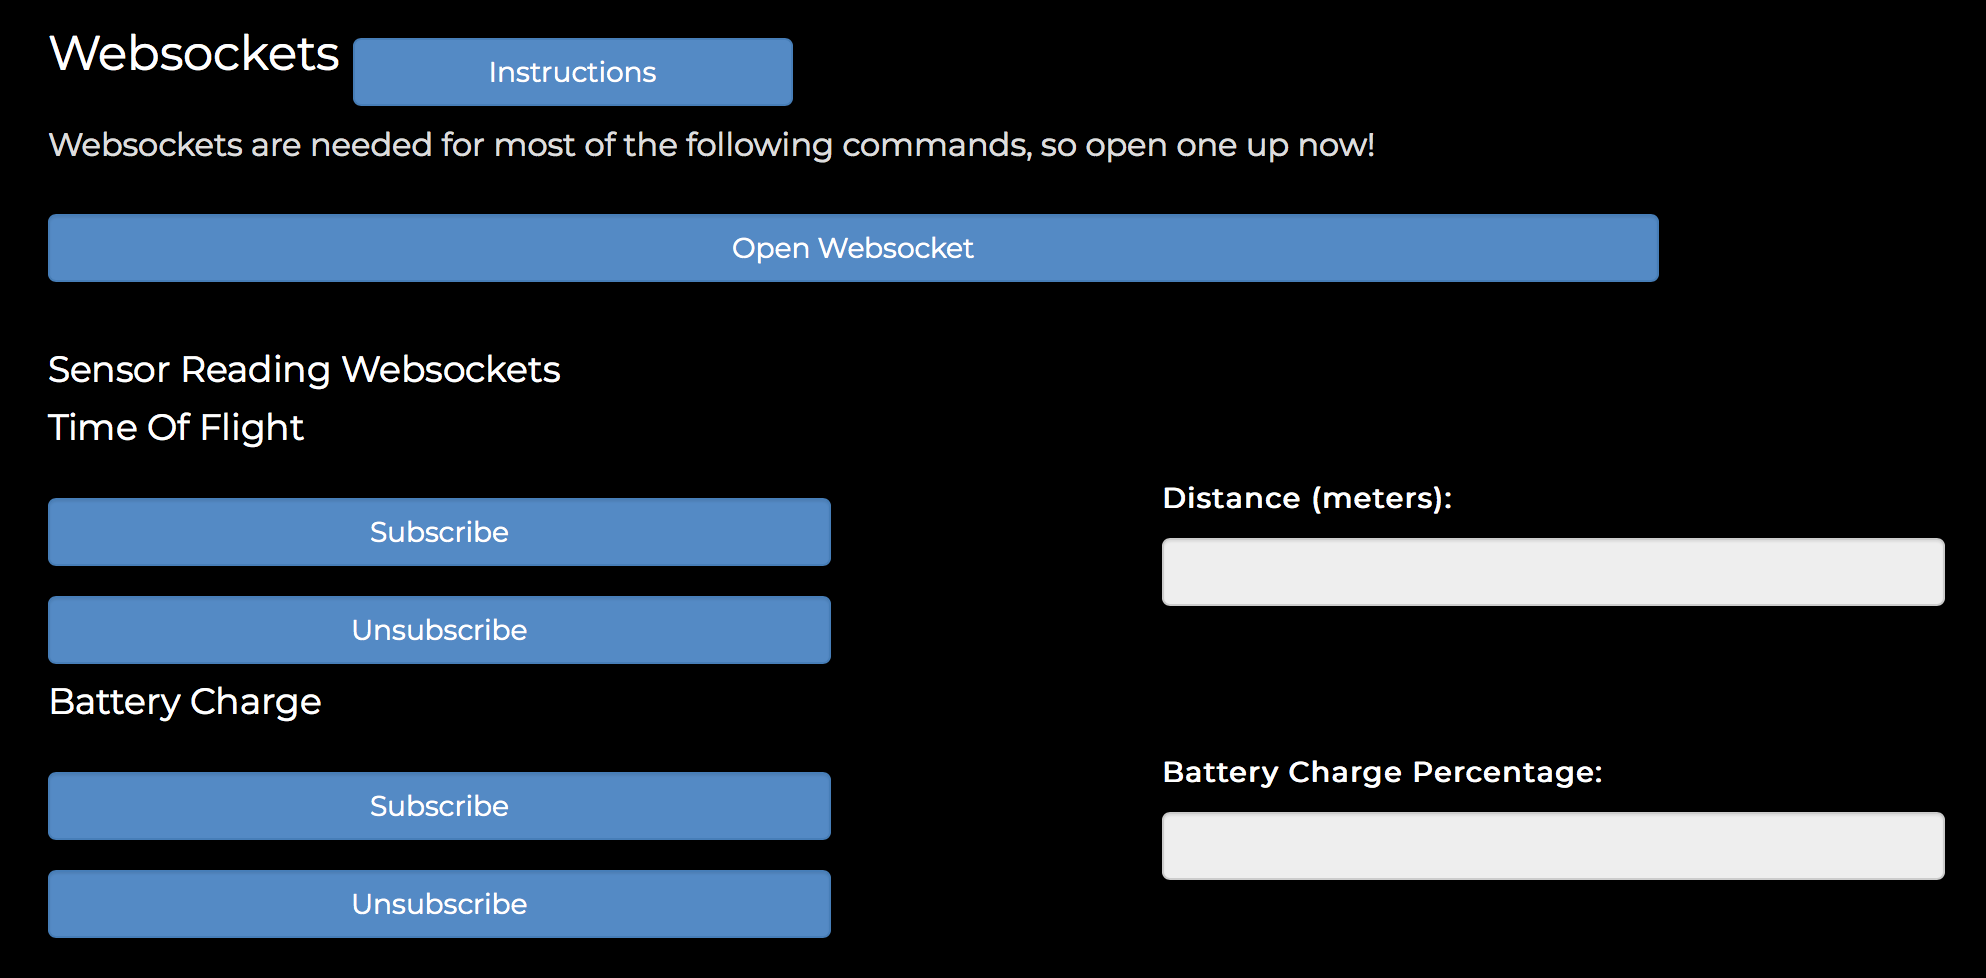 Websockets
Instructions
Websockets are needed for most of the following commands, so open one up now!
Open Websocket
Sensor Reading Websockets
Time Of Flight
Distance (meters):
Subscribe
Unsubscribe
Battery Charge
Battery Charge Percentage:
Subscribe
Unsubscribe